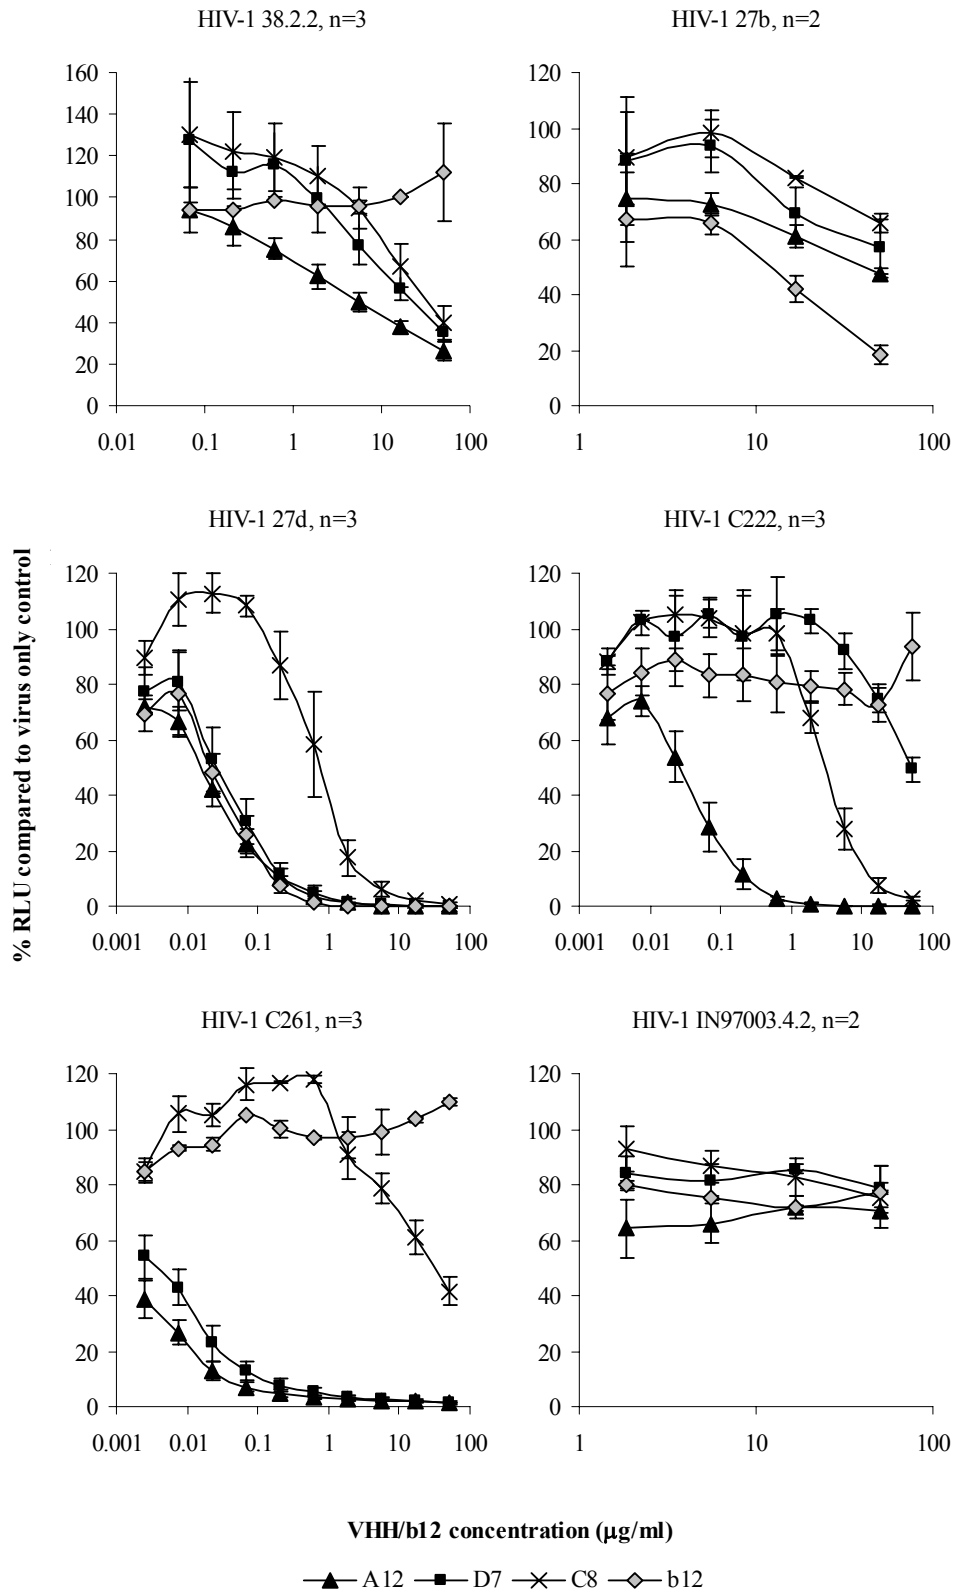 HIV-1 38.2.2, n=3
160
140
120
100
80
60
40
20
0
0.01 0.1 1 10 100
HIV-1 27b, n=2
120
100
80
60
40
20
0
1 10 100
% RLU compared to virus only control
HIV-1 27d, n=3
120
100
80
60
40
20
0
0.001 0.01 0.1 1 10 100
HIV-1 C222, n=3
120
100
80
60
40
20
0
0.001 0.01 0.1 1 10 100
HIV-1 C261, n=3
120
100
80
60
40
20
0
0.001 0.01 0.1 1 10 100
HIV-1 IN97003.4.2, n=2
120
100
80
60
40
20
0
1 10 100
VHH/b12 concentration (μg/ml)
A12 D7 C8 b12